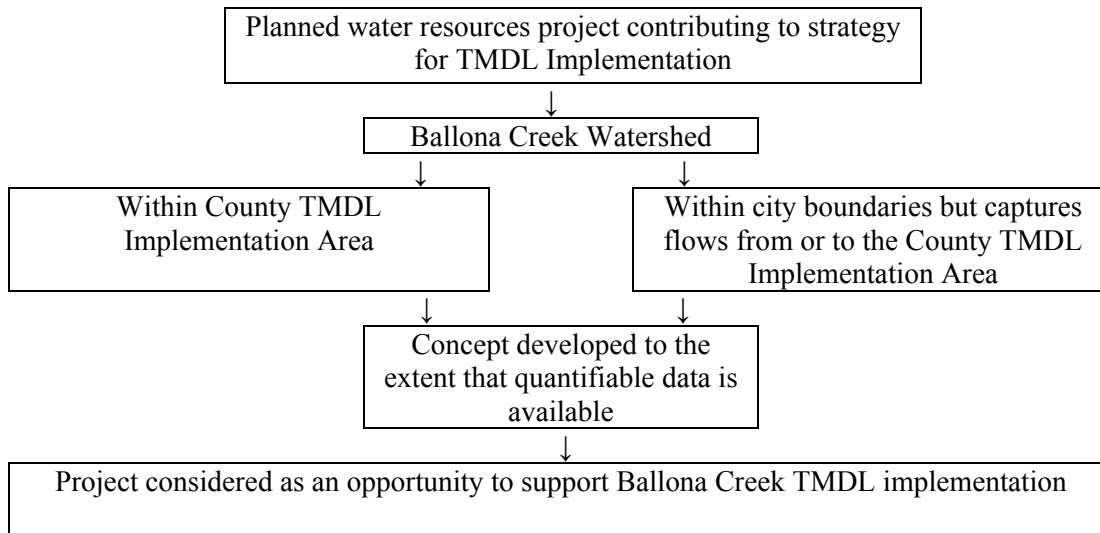 Planned water resources project contributing to strategy
for TMDL Implementation
↓
Ballona Creek Watershed
↓ ↓
Within County TMDL
Implementation Area
Within city boundaries but captures
flows from or to the County TMDL
Implementation Area
↓ ↓
Concept developed to the
extent that quantifiable data is
available
↓
Project considered as an opportunity to support Ballona Creek TMDL implementation